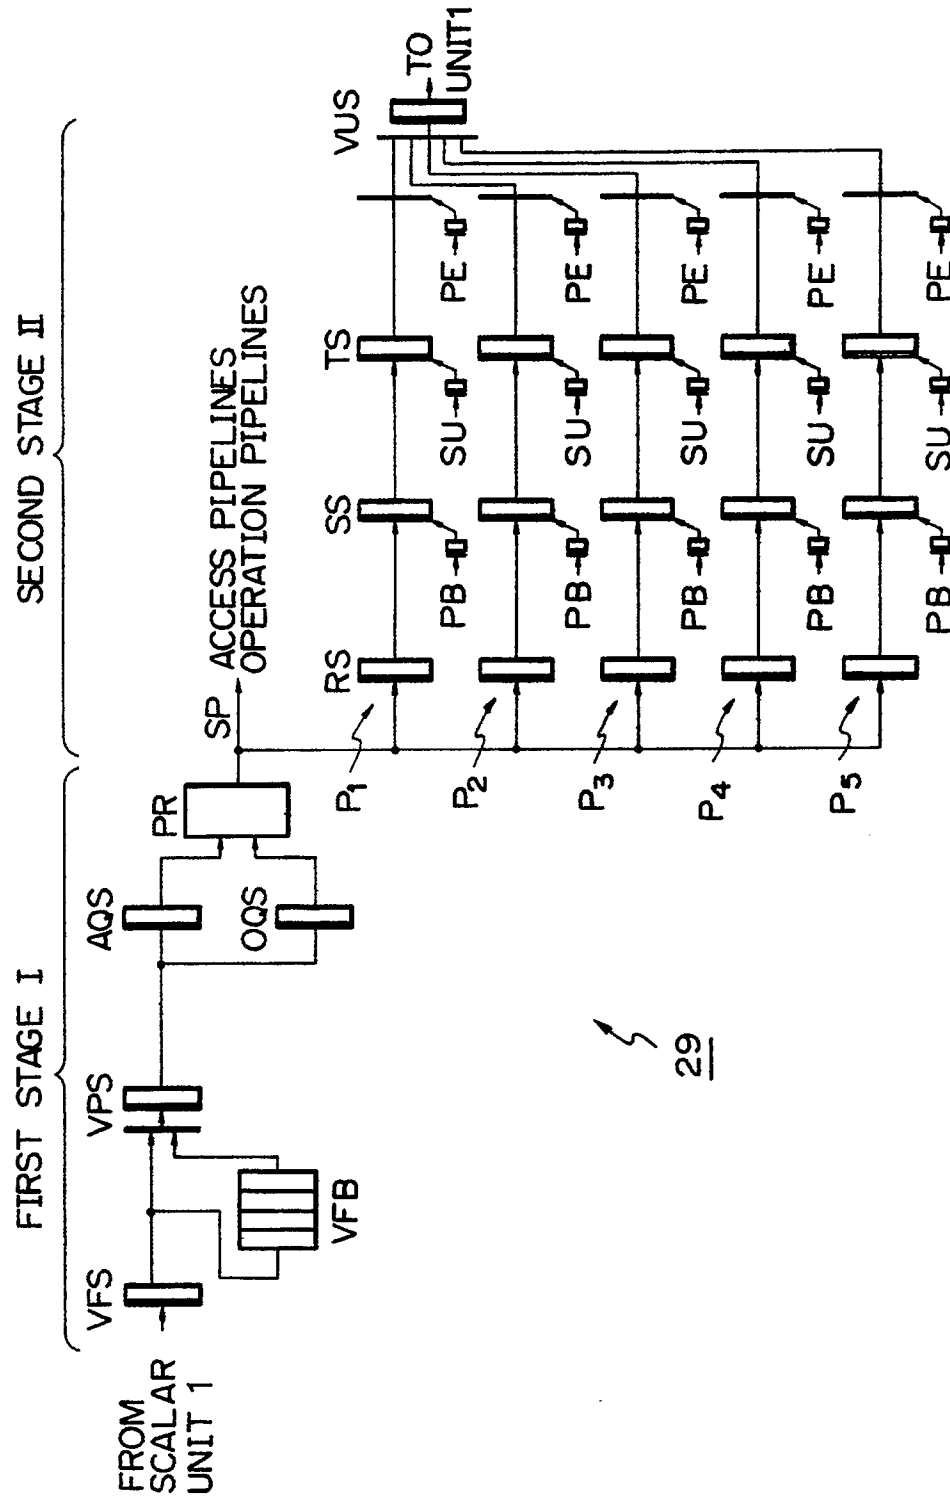 FIRST STAGE I
SECOND STAGE II
FROM
SCALAR
UNIT 1
VFS
VFB
VPS
AQS
OQS
PR
SP
ACCESS PIPELINES
OPERATION PIPELINES
RS
SS
TS
VUS
TO
UNIT1
P1
PB
SU
PE
P2
PB
SU
PE
P3
PB
SU
PE
P4
PB
SU
PE
P5
PB
SU
PE
29